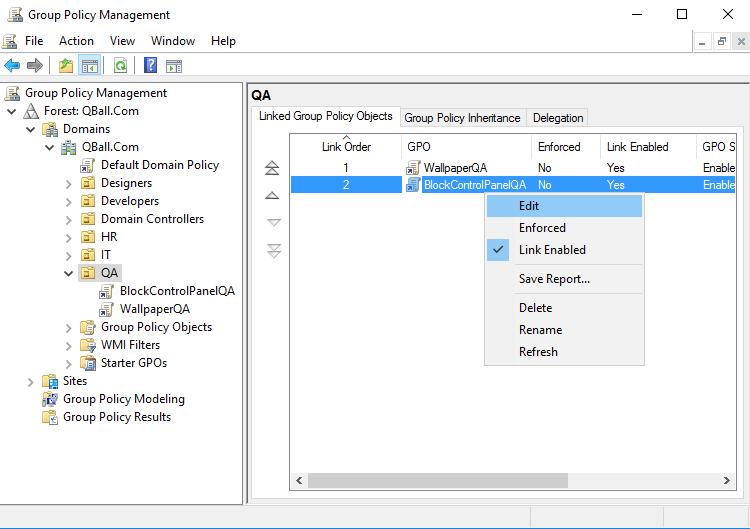 Group Policy Management
File Action View Window Help
Group Policy Management
Forest: QBall.Com
Domains
QBall.Com
Default Domain Policy
Designers
Developers
Domain Controllers
HR
IT
QA
BlockControlPanelQA
WallpaperQA
Group Policy Objects
WMI Filters
Starter GPOs
Sites
Group Policy Modeling
Group Policy Results
QA
Linked Group Policy Objects Group Policy Inheritance Delegation
Link Order GPO Enforced Link Enabled GPO S
1 WallpaperQA No Yes Enable
2 BlockControlPanelQA No Yes Enable
Edit
Enforced
Link Enabled
Save Report...
Delete
Rename
Refresh